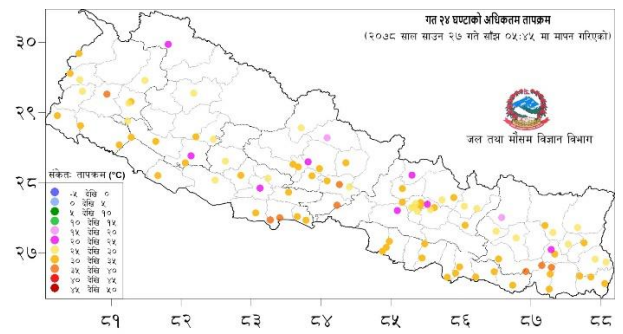 गत २४ घण्टाको अधिकतम तापक्रम
(२०७८ साल साउन २७ गते साँझ ०५:४५ मा मापन गरिएको)
जल तथा मौसम विज्ञान विभाग
३०
२९
२८
२७
संकेतः तापक्रम (°C)
-५ देखि ०
० देखि ५
५ देखि १०
१० देखि १५
१५ देखि २०
२० देखि २५
२५ देखि ३०
३० देखि ३५
३५ देखि ४०
४० देखि ४५
४५ देखि ५०
८१ ८२ ८३ ८४ ८५ ८६ ८७ ८८